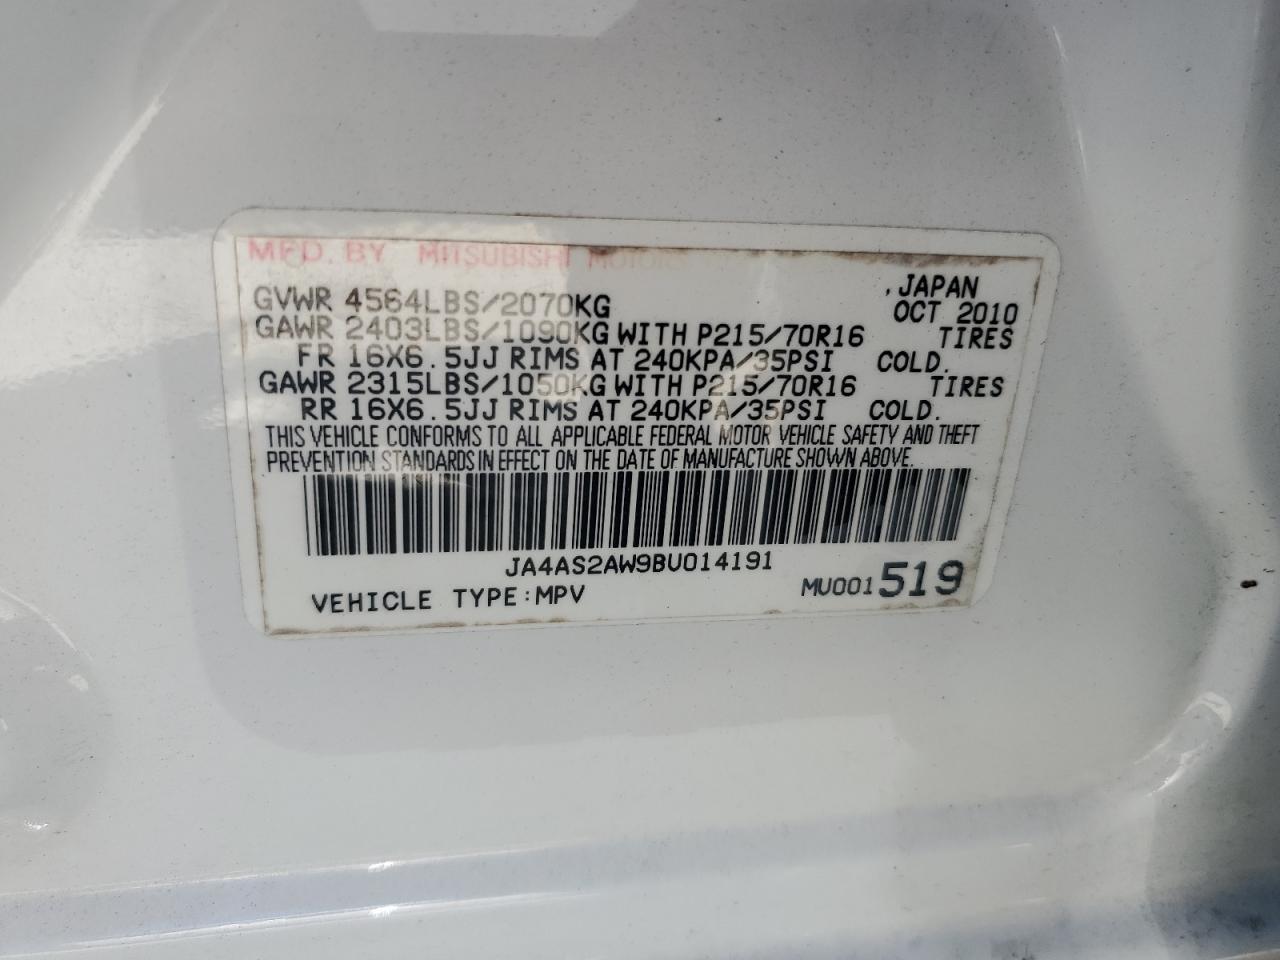 MFD. BY MITSUBISHI MOTORS
, JAPAN
GVWR 4564LBS/2070KG OCT 2010
GAWR 2403LBS/1090KG WITH P215/70R16 TIRES
FR 16X6.5JJ RIMS AT 240KPA/35PSI COLD.
GAWR 2315LBS/1050KG WITH P215/70R16 TIRES
RR 16X6.5JJ RIMS AT 240KPA/35PSI COLD.
THIS VEHICLE CONFORMS TO ALL APPLICABLE FEDERAL MOTOR VEHICLE SAFETY AND THEFT
PREVENTION STANDARDS IN EFFECT ON THE DATE OF MANUFACTURE SHOWN ABOVE.
JA4AS2AW9BU014191
VEHICLE TYPE:MPV MU001519